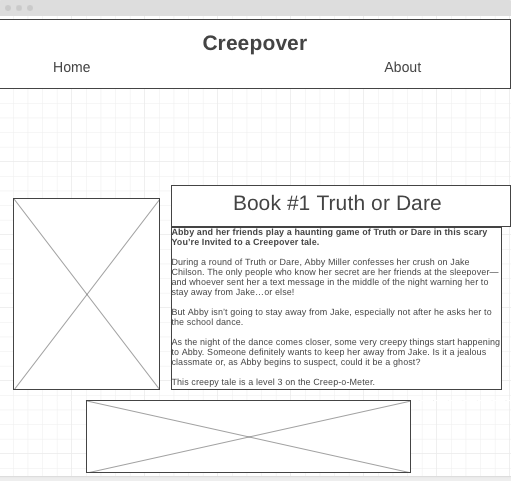 Creepover
Home About
Book #1 Truth or Dare
Abby and her friends play a haunting game of Truth or Dare in this scary
You're Invited to a Creepover tale.
During a round of Truth or Dare, Abby Miller confesses her crush on Jake
Chilson. The only people who know her secret are her friends at the sleepover—
and whoever sent her a text message in the middle of the night warning her to
stay away from Jake…or else!
But Abby isn't going to stay away from Jake, especially not after he asks her to
the school dance.
As the night of the dance comes closer, some very creepy things start happening
to Abby. Someone definitely wants to keep her away from Jake. Is it a jealous
classmate or, as Abby begins to suspect, could it be a ghost?
This creepy tale is a level 3 on the Creep-o-Meter.